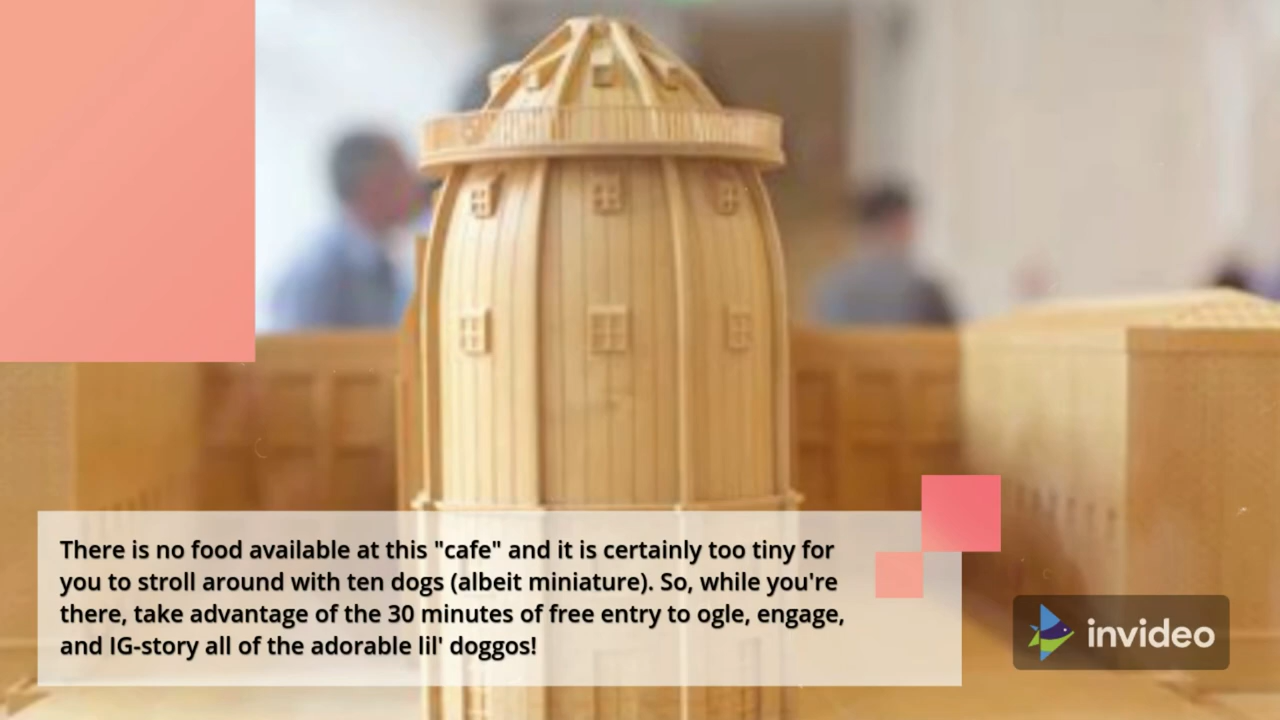 There is no food available at this "cafe" and it is certainly too tiny for
you to stroll around with ten dogs (albeit miniature). So, while you're
there, take advantage of the 30 minutes of free entry to ogle, engage,
and IG-story all of the adorable lil' doggos!
invideo